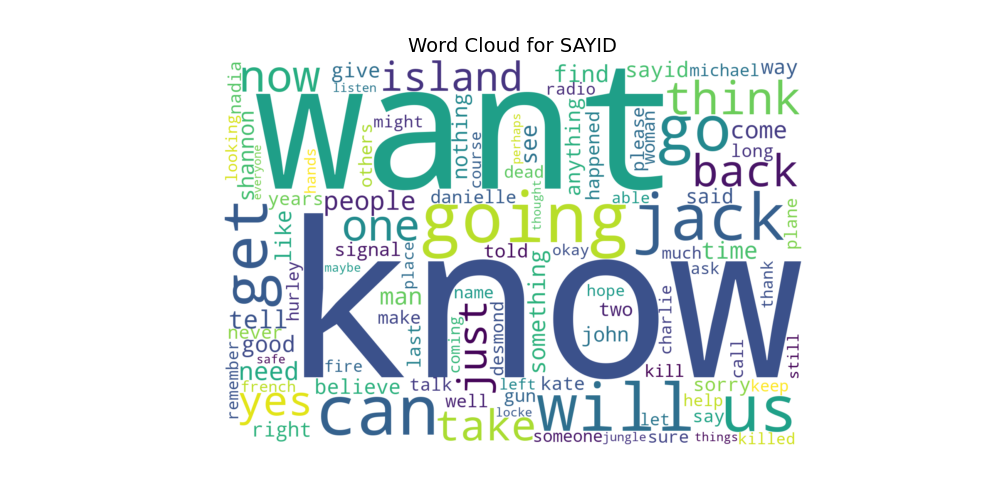 Word Cloud for SAYID
now
give
listen
island
find
radio
sayid
michael
way
looking
nadia
want
think
might
nothing
course
perhaps
see
anything
happened
please
woman
go
come
long
others
shannon
everyone
hands
dead
back
years
people
danielle
thought
able
said
plane
get
like
one
going
jack
signal
told
okay
much
time
hurley
maybe
place
know
something
ask
thank
man
name
hope
two
tell
make
last
coming
just
desmond
john
charlie
never
good
safe
fire
kill
call
still
remember
need
french
believe
talk
left
kate
sorry
keep
yes
can
well
gun
will
let
help
say
us
right
take
locke
someone
jungle
sure
things
killed